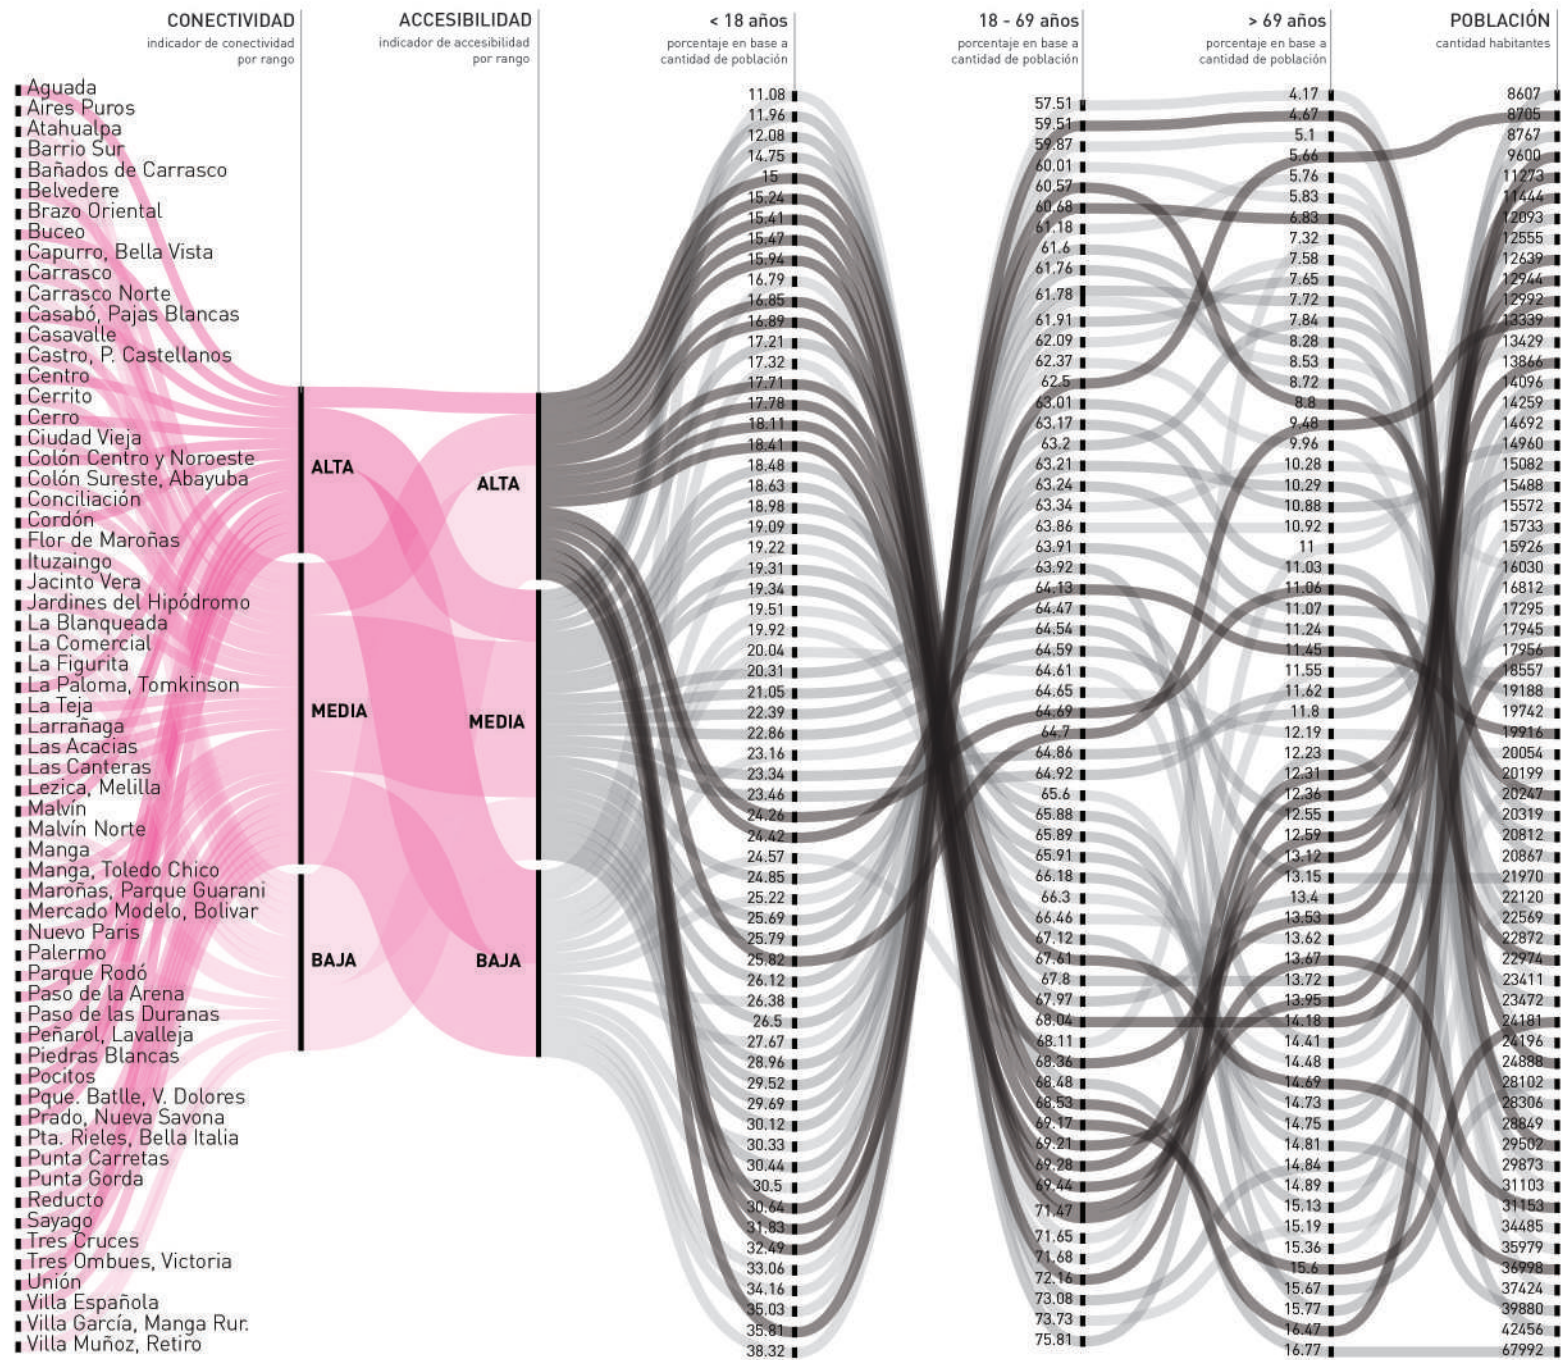 CONECTIVIDAD
indicador de conectividad
por rango
ACCESIBILIDAD
indicador de accesibilidad
por rango
< 18 años
porcentaje en base a
cantidad de población
18 - 69 años
porcentaje en base a
cantidad de población
> 69 años
porcentaje en base a
cantidad de población
POBLACIÓN
cantidad habitantes
Aguada
Aires Puros
Atahualpa
Barrio Sur
Bañados de Carrasco
Belvedere
Brazo Oriental
Buceo
Capurro, Bella Vista
Carrasco
Carrasco Norte
Casabó, Pajas Blancas
Casavalle
Castro, P. Castellanos
Centro
Cerrito
Cerro
Ciudad Vieja
Colón Centro y Noroeste
Colón Sureste, Abayuba
Conciliación
Cordón
Flor de Maroñas
Ituzaingo
Jacinto Vera
Jardines del Hipódromo
La Blanqueada
La Comercial
La Figurita
La Paloma, Tomkinson
La Teja
Larrañaga
Las Acacias
Las Canteras
Lezica, Melilla
Malvín
Malvín Norte
Manga
Manga, Toledo Chico
Maroñas, Parque Guarani
Mercado Modelo, Bolivar
Nuevo Paris
Palermo
Parque Rodó
Paso de la Arena
Paso de las Duranas
Peñarol, Lavalleja
Piedras Blancas
Pocitos
Pque. Batlle, V. Dolores
Prado, Nueva Savona
Pta. Rieles, Bella Italia
Punta Carretas
Punta Gorda
Reducto
Sayago
Tres Cruces
Tres Ombues, Victoria
Unión
Villa Española
Villa García, Manga Rur.
Villa Muñoz, Retiro
ALTA
MEDIA
BAJA
ALTA
MEDIA
BAJA
11.08
11.96
12.08
14.75
15
15.24
15.41
15.47
15.94
16.79
16.85
16.89
17.21
17.32
17.71
17.78
18.11
18.41
18.48
18.63
18.98
19.09
19.22
19.31
19.34
19.51
19.92
20.04
20.31
21.05
22.39
22.86
23.16
23.34
23.46
24.26
24.42
24.57
24.85
25.22
25.69
25.79
25.82
26.12
26.38
26.5
27.67
28.96
29.52
29.69
30.12
30.33
30.44
30.5
30.64
31.83
32.49
33.06
34.16
35.03
35.81
38.32
57.51
59.51
59.87
60.01
60.57
60.68
61.18
61.6
61.76
61.78
61.91
62.09
62.37
62.5
63.01
63.17
63.2
63.21
63.24
63.34
63.86
63.91
63.92
64.13
64.47
64.54
64.59
64.61
64.65
64.69
64.7
64.86
64.92
65.6
65.88
65.89
65.91
66.18
66.3
66.46
67.12
67.61
67.8
67.97
68.04
68.11
68.36
68.48
68.53
69.17
69.21
69.28
69.44
71.47
71.65
71.68
72.16
73.08
73.73
75.81
4.17
4.67
5.1
5.66
5.76
5.83
6.83
7.32
7.58
7.65
7.72
7.84
8.28
8.53
8.72
8.8
9.48
9.96
10.28
10.29
10.88
10.92
11
11.03
11.06
11.07
11.24
11.45
11.55
11.62
11.8
12.19
12.23
12.31
12.36
12.55
12.59
13.12
13.15
13.4
13.53
13.62
13.67
13.72
13.95
14.18
14.41
14.48
14.69
14.73
14.75
14.81
14.84
14.89
15.13
15.19
15.36
15.6
15.67
15.77
16.47
16.77
8607
8705
8767
9600
11273
11444
12093
12555
12639
12944
12992
13339
13429
13866
14096
14259
14692
14960
15082
15488
15572
15733
15926
16030
16812
17295
17945
17956
18557
19188
19742
19916
20054
20199
20247
20319
20812
20867
21970
22120
22569
22872
22974
23411
23472
24181
24196
24888
28102
28306
28849
29502
29873
31103
31153
34485
35979
36998
37424
39880
42456
67992